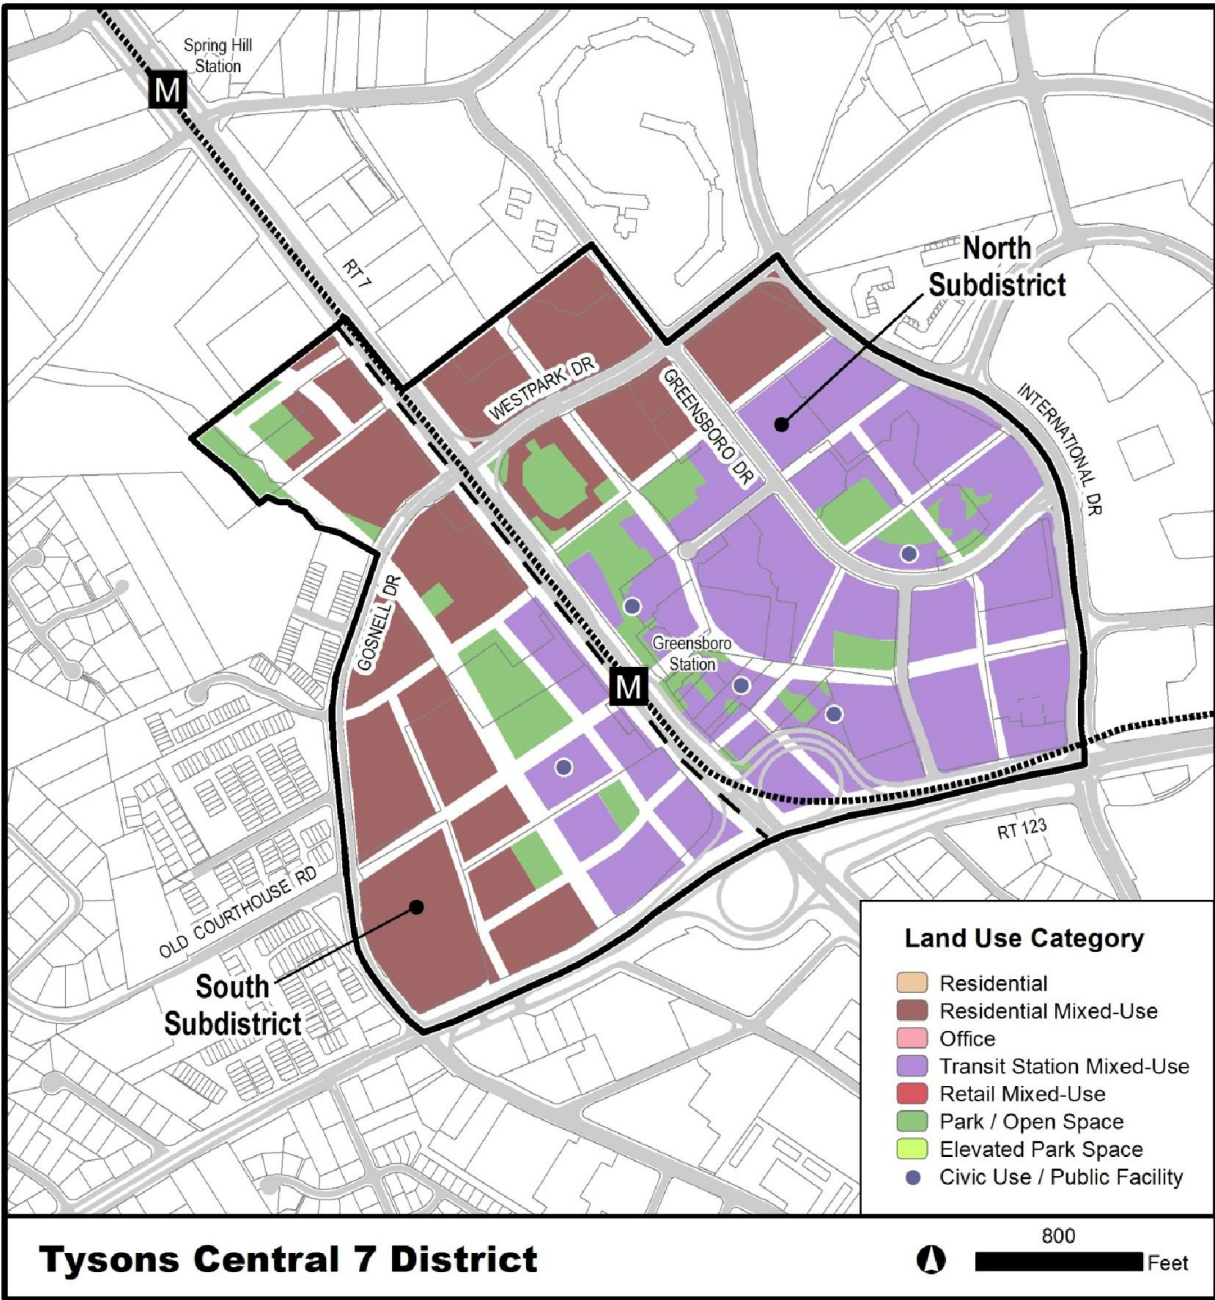 Spring Hill
Station
M
RT 7
North
Subdistrict
WESTPARK DR
GREENSBORO DR
INTERNATIONAL DR
GOSNELL DR
Greensboro
Station
M
RT 123
OLD COURTHOUSE RD
South
Subdistrict
Land Use Category
Residential
Residential Mixed-Use
Office
Transit Station Mixed-Use
Retail Mixed-Use
Park / Open Space
Elevated Park Space
Civic Use / Public Facility
Tysons Central 7 District
800
Feet